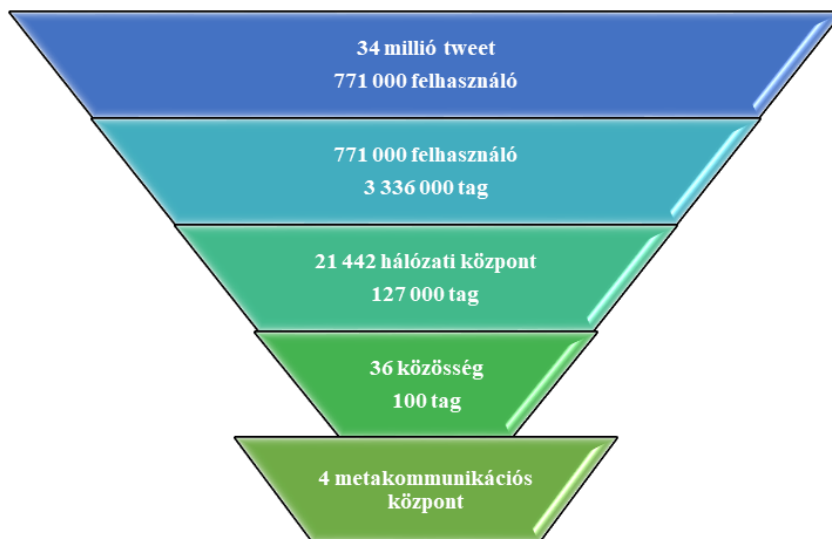 34 millió tweet
771 000 felhasználó
771 000 felhasználó
3 336 000 tag
21 442 hálózati központ
127 000 tag
36 közösség
100 tag
4 metakommunikációs
központ